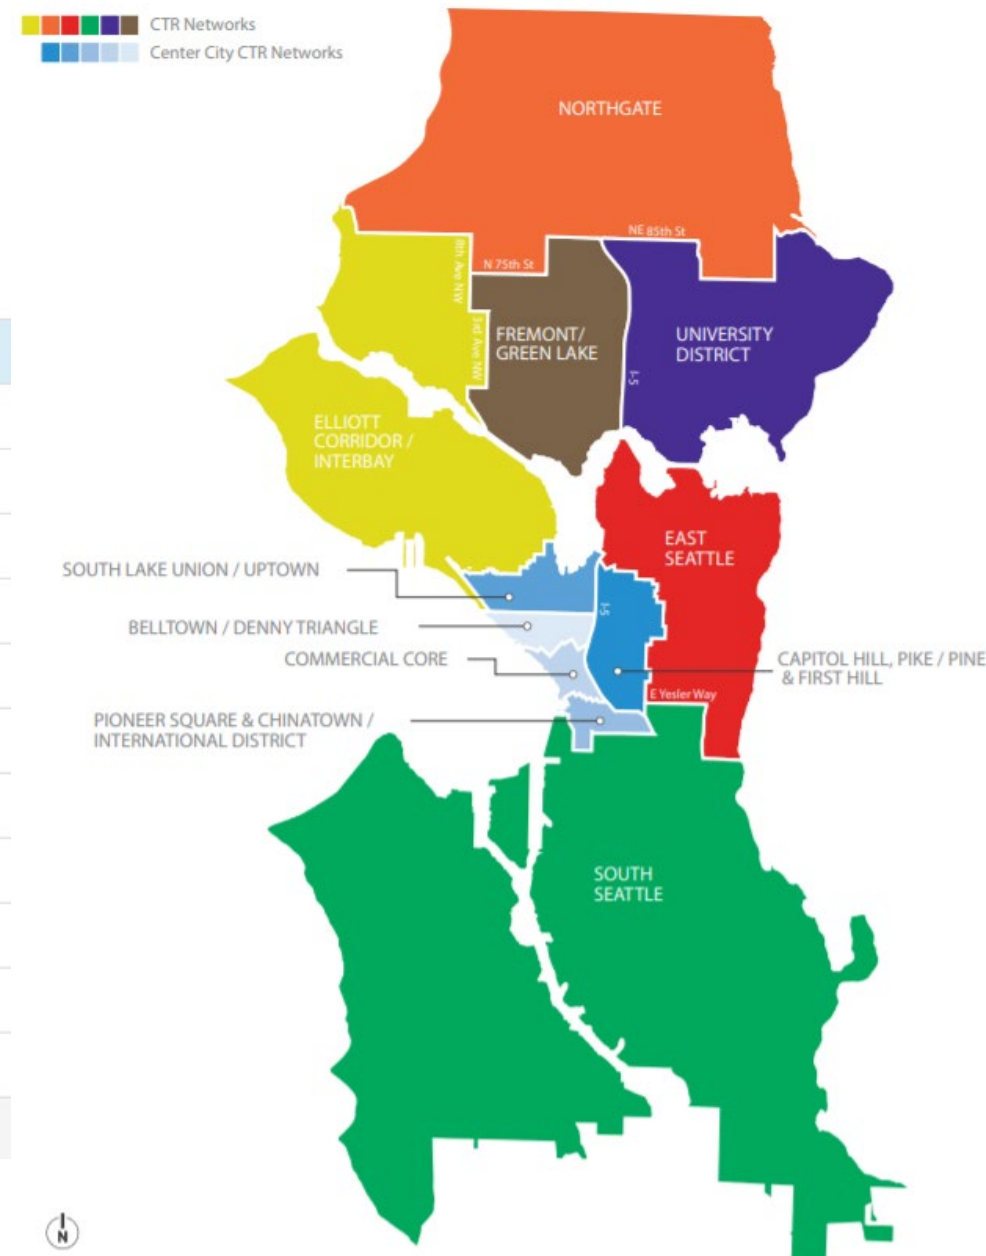 CTR Networks
Center City CTR Networks
NORTHGATE
NE 85th St
8th Ave NW
N 75th St
3rd Ave NW
FREMONT/
GREEN LAKE
UNIVERSITY
DISTRICT
I-5
ELLIOTT
CORRIDOR /
INTERBAY
EAST
SEATTLE
SOUTH LAKE UNION / UPTOWN
I-5
BELLTOWN / DENNY TRIANGLE
COMMERCIAL CORE
CAPITOL HILL, PIKE / PINE
& FIRST HILL
E Yesler Way
PIONEER SQUARE & CHINATOWN /
INTERNATIONAL DISTRICT
SOUTH
SEATTLE
N